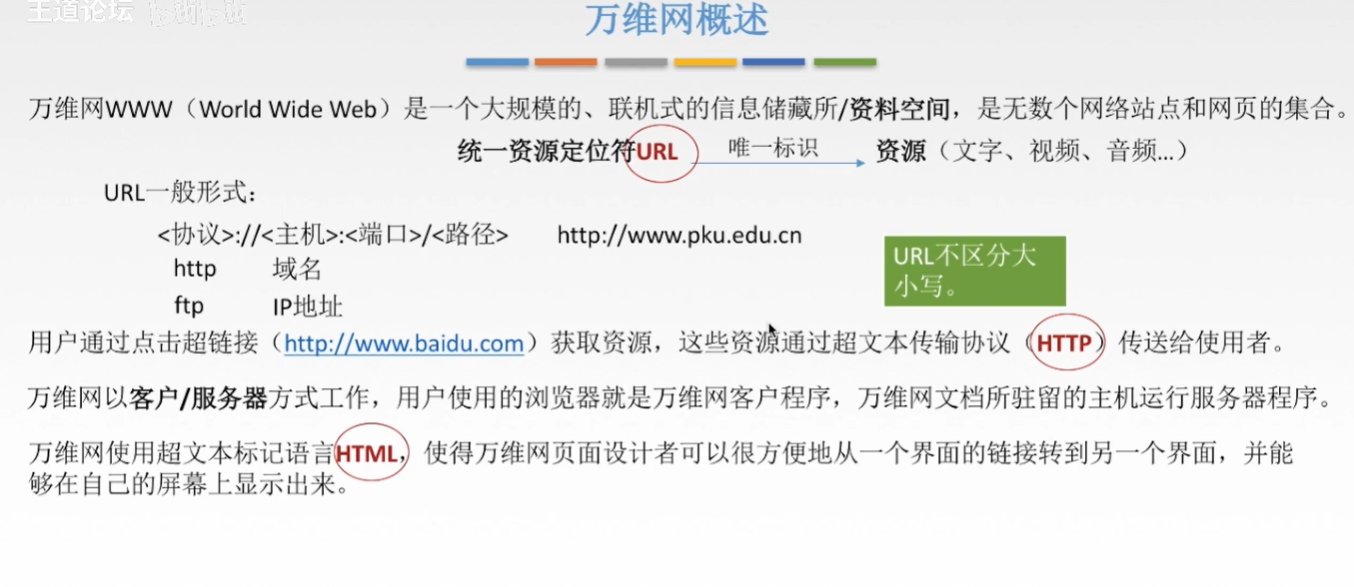 王道论坛 bilibili
万维网概述
万维网WWW（World Wide Web）是一个大规模的、联机式的信息储藏所/资料空间，是无数个网络站点和网页的集合。
统一资源定位符URL 唯一标识 资源（文字、视频、音频...）
URL一般形式：
<协议>://<主机>:<端口>/<路径> http://www.pku.edu.cn
URL不区分大
小写。
http 域名
ftp IP地址
用户通过点击超链接（http://www.baidu.com）获取资源，这些资源通过超文本传输协议（HTTP）传送给使用者。
万维网以客户/服务器方式工作，用户使用的浏览器就是万维网客户程序，万维网文档所驻留的主机运行服务器程序。
万维网使用超文本标记语言HTML，使得万维网页面设计者可以很方便地从一个界面的链接转到另一个界面，并能
够在自己的屏幕上显示出来。